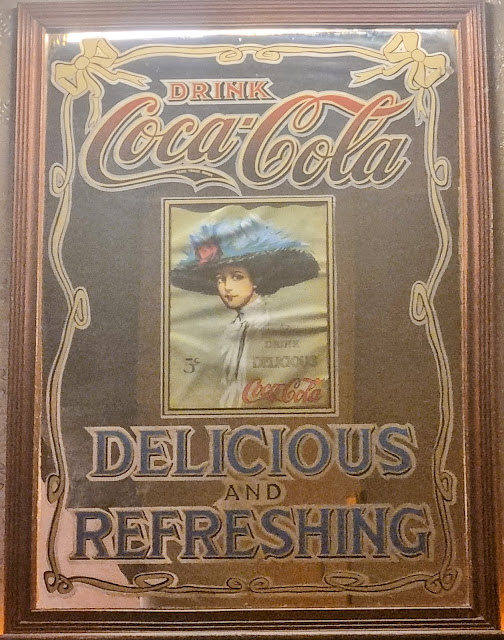 DRINK
Coca-Cola
5¢
DRINK
DELICIOUS
Coca-Cola
DELICIOUS
AND
REFRESHING